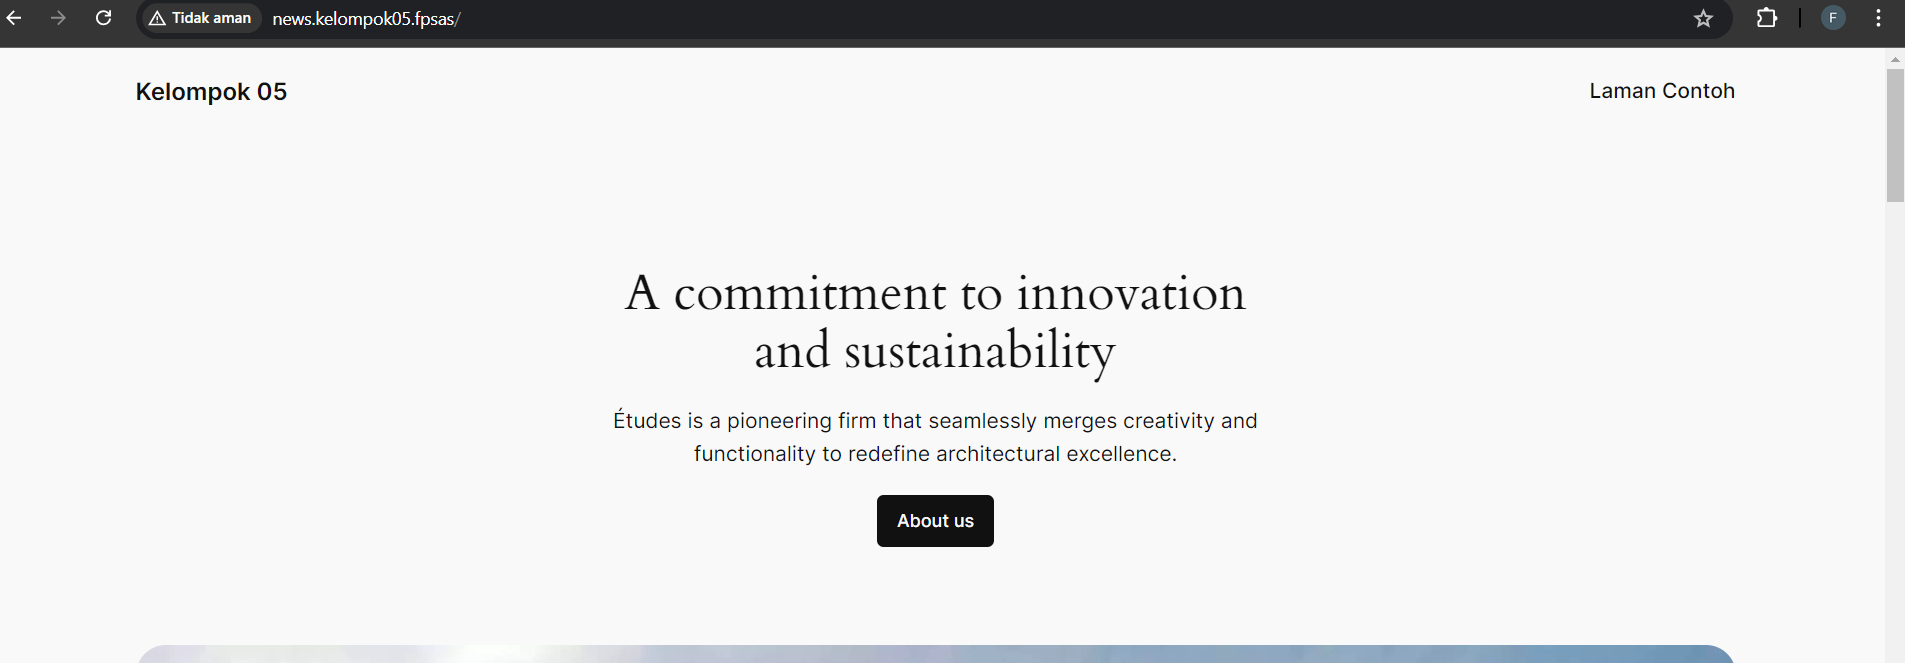 Tidak aman news.kelompok05.fpsas/
F
Kelompok 05 Laman Contoh
A commitment to innovation
and sustainability
Études is a pioneering firm that seamlessly merges creativity and
functionality to redefine architectural excellence.
About us